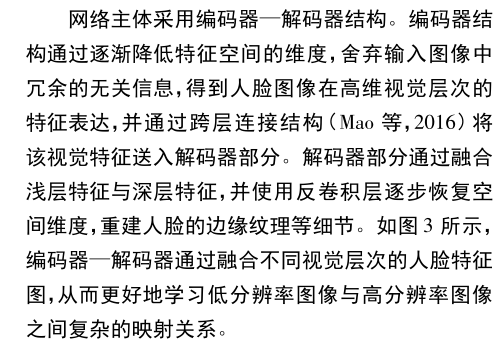 网络主体采用编码器—解码器结构。编码器结
构通过逐渐降低特征空间的维度,舍弃输入图像中
冗余的无关信息,得到人脸图像在高维视觉层次的
特征表达,并通过跨层连接结构(Mao 等,2016)将
该视觉特征送入解码器部分。解码器部分通过融合
浅层特征与深层特征,并使用反卷积层逐步恢复空
间维度,重建人脸的边缘纹理等细节。如图 3 所示,
编码器—解码器通过融合不同视觉层次的人脸特征
图,从而更好地学习低分辨率图像与高分辨率图像
之间复杂的映射关系。